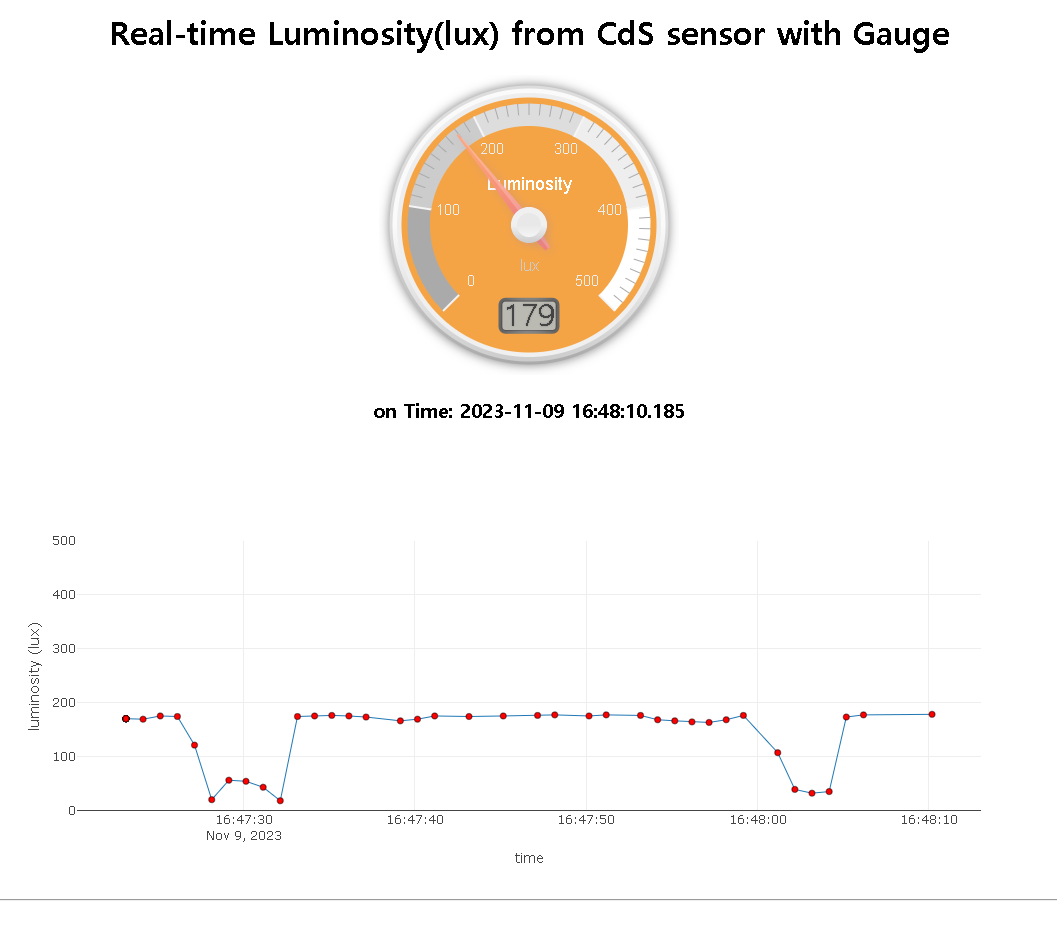 Real-time Luminosity(lux) from CdS sensor with Gauge
200 300
Luminosity
100 400
lux
0 500
179
on Time: 2023-11-09 16:48:10.185
500
400
300
200
100
0
luminosity (lux)
16:47:30 16:47:40 16:47:50 16:48:00 16:48:10
Nov 9, 2023
time